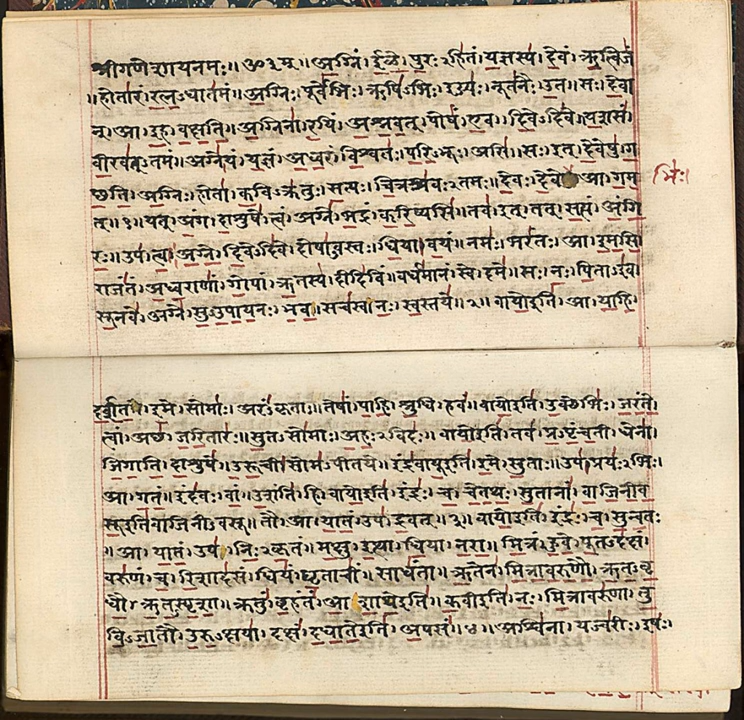 श्रीगणेशायनमः॥ॐ३म्॥अग्निं।ईळे।पुरःऽहितं।यज्ञस्य।देवं।ऋत्विजं
॥होतारं।रत्नऽधातमं॥अग्निः।पूर्वेभिः।ऋषिऽभिः।ईड्यः।नूतनैः।उत॥सः।देवा
न्।आ।इह।वक्षति॥अग्निना।रयिं।अश्नवत्।पोषं।एव।दिवेऽदिवे॥यशसं
वीरवत्ऽतमं॥अग्ने।यं।यज्ञं।अध्वरं।विश्वतः।परिऽभूः।असि॥सः।इत्।देवेषु।ग
च्छति॥अग्निः।होता।कविऽक्रतुः।सत्यः।चित्रश्रवःऽतमः॥देवः।देवे।आ।गम भिः।
त्॥१॥यत्।अंग।दाशुषे।त्वं।अग्ने।भद्रं।करिष्यसि॥तव।इत्।तत्।सत्यं।अंगि
रः॥उप।त्वा।अग्ने।दिवेऽदिवे।दोषाऽवस्तः।धिया।वयं॥नमः।भरंतः।आ।इमसि
राजंतं।अध्वराणां।गोपां।ऋतस्य।दीदिविं॥वर्धमानं।स्वे।दमे॥सः।नः।पिताऽइव
सूनवे।अग्ने।सुऽउपायनः।भव॥सचस्व।नः।स्वस्तये॥२॥वायोइति।आ।याहि
दर्शत।इमे।सोमाः।अरंऽकृताः॥तेषां।पाहि।श्रुधि।हवं॥वायोइति।उक्थेभिः।जरंते
त्वां।अच्छ।जरितारः॥सुतऽसोमाः।अहःऽविदः॥वायोइति।तव।प्रऽपृंचती।धेना
जिगाति।दाशुषे॥उरूची।सोमऽपीतये॥इंद्रवायूइति।इमे।सुताः॥उप।प्रयःऽभिः।
आ।गतं॥इंदवः।वां।उशंति।हि।वायोइति।इंद्रः।च।चेतथः।सुतानां।वाजिनीव
सूइतिवाजिनीऽवसू॥तौ।आ।यातं।उप।द्रवत्॥३॥वायोइति।इंद्रः।च।सुन्वतः
॥आ।यातं।उप।निःऽकृतं॥मक्षु।इत्था।धिया।नरा॥मित्रं।हुवे।पूतऽदक्षं
वरुणं।च।रिशादसं।धियं।घृताचीं।साधंता॥ऋतेन।मित्रावरुणौ।ऋतऽवृ
धौ।ऋतऽस्पृशा॥क्रतुं।बृहंतं।आशाथेइति॥कवीइति।नः।मित्रावरुणा।तु
विऽजातौ।उरुऽक्षया।दक्षं।दधातेइति।अपसं॥४॥अश्विना।यज्वरीः।इषः।